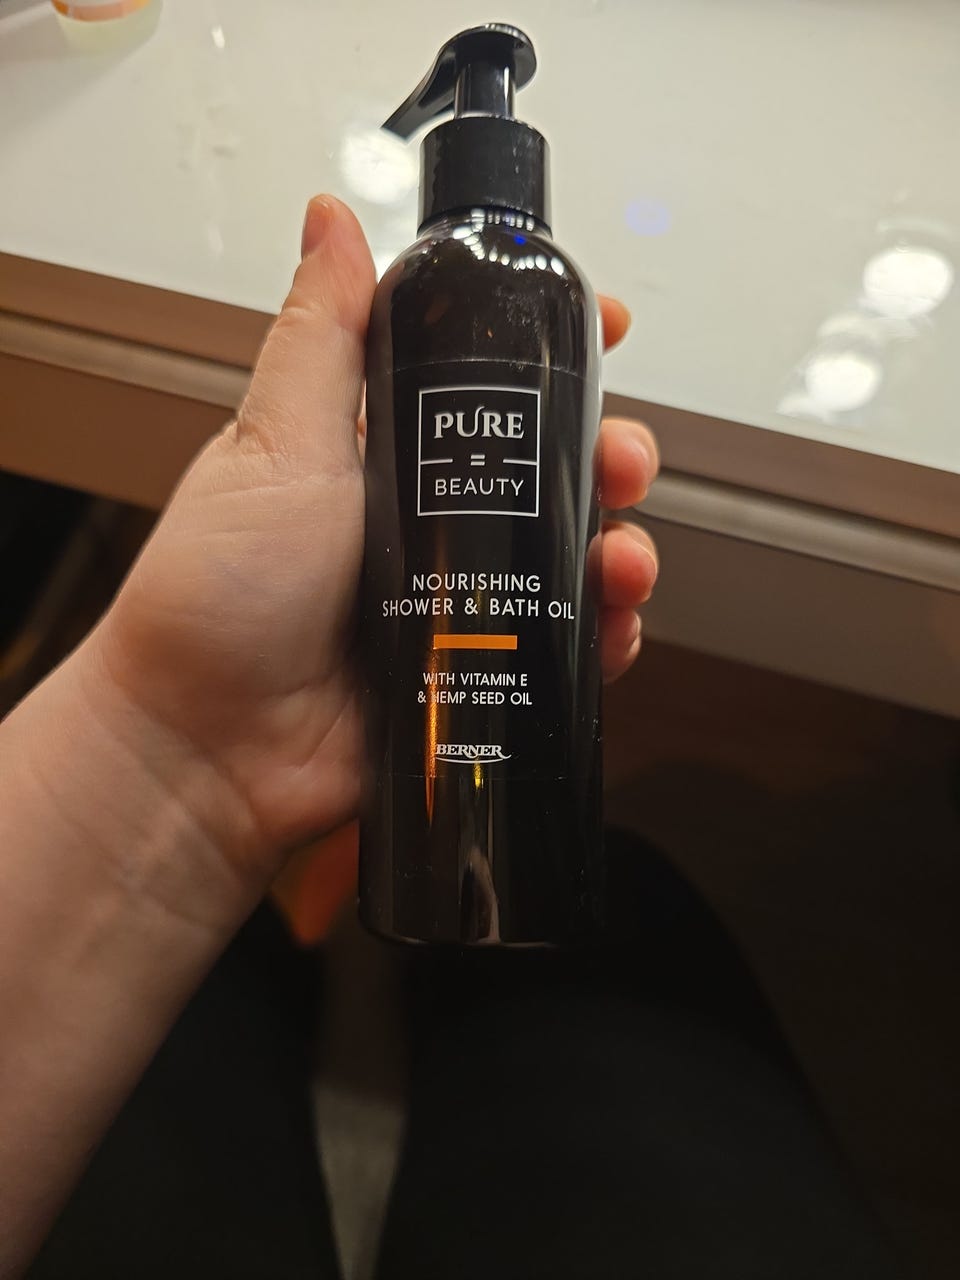 PURE
=
BEAUTY
NOURISHING
SHOWER & BATH OIL
WITH VITAMIN E
& HEMP SEED OIL
BERNER